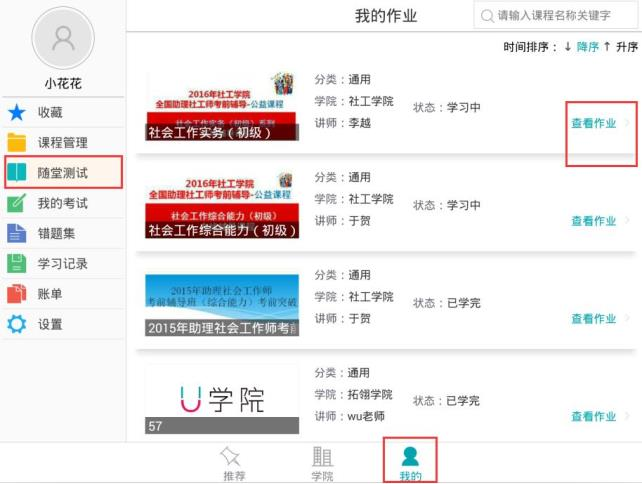 我的作业
请输入课程名称关键字
时间排序：↓ 降序 ↑ 升序
小花花
收藏
课程管理
随堂测试
我的考试
错题集
学习记录
账单
设置
2016年社工学院
全国助理社工师考前辅导-公益课程
社会工作实务（初级）系列
社会工作实务（初级）
分类：通用
学院：社工学院
讲师：李越
状态：学习中
查看作业
2016年社工学院
全国助理社工师考前辅导-公益课程
社会工作综合能力（初级）
社会工作综合能力（初级）
分类：通用
学院：社工学院
讲师：于贺
状态：学习中
查看作业
2015年助理社会工作师
考前辅导班（综合能力）考前突破
2015年助理社会工作师考前
分类：通用
学院：社工学院
讲师：于贺
状态：已学完
查看作业
U学院
57
分类：通用
学院：拓翎学院
讲师：wu老师
状态：已学完
查看作业
推荐
学院
我的